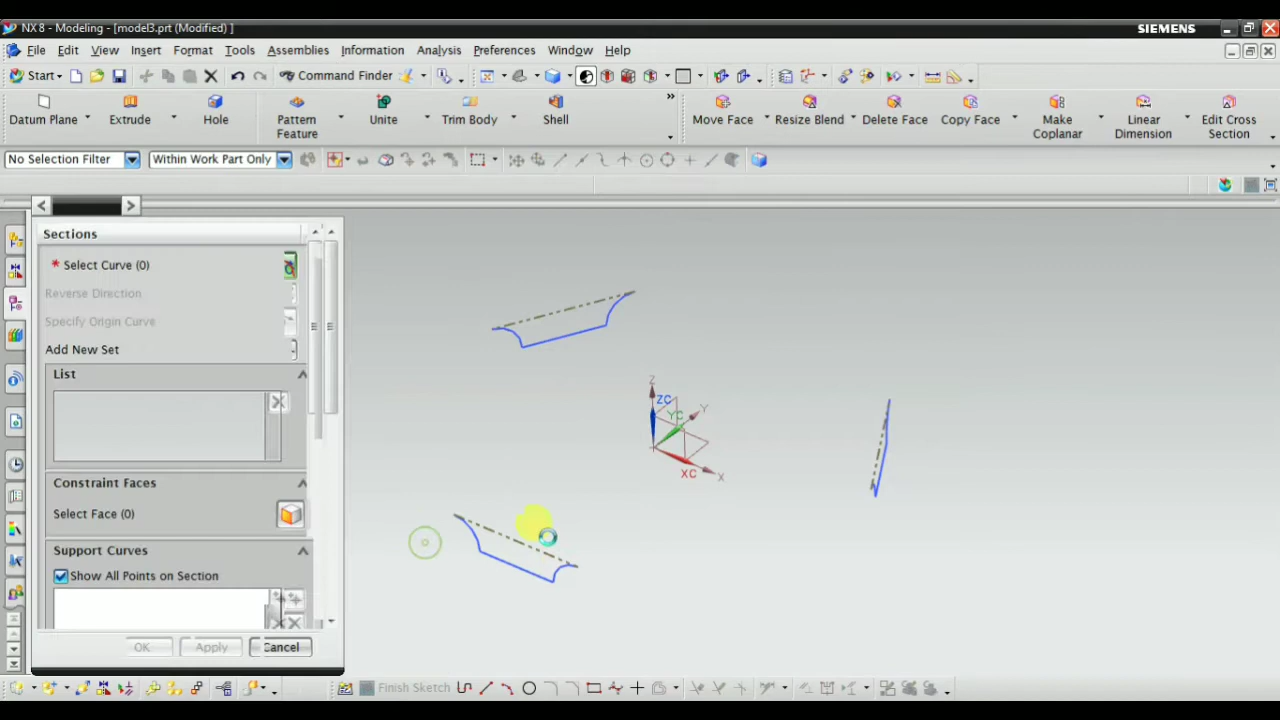 NX 8 - Modeling - [model3.prt (Modified) ]
SIEMENS
File Edit View Insert Format Tools Assemblies Information Analysis Preferences Window Help
Start Command Finder
Datum Plane Extrude Hole Pattern Feature Unite Trim Body Shell Move Face Resize Blend Delete Face Copy Face Make Coplanar Linear Dimension Edit Cross Section
No Selection Filter Within Work Part Only
Sections
* Select Curve (0)
Reverse Direction
Specify Origin Curve
Add New Set
List
Constraint Faces
Select Face (0)
Support Curves
Show All Points on Section
OK Apply Cancel
Z
ZC
Y
YC
XC
X
Finish Sketch